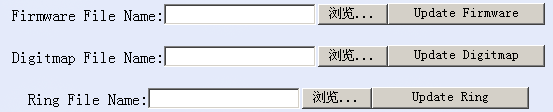 Firmware File Name: 浏览... Update Firmware
Digitmap File Name: 浏览... Update Digitmap
Ring File Name: 浏览... Update Ring